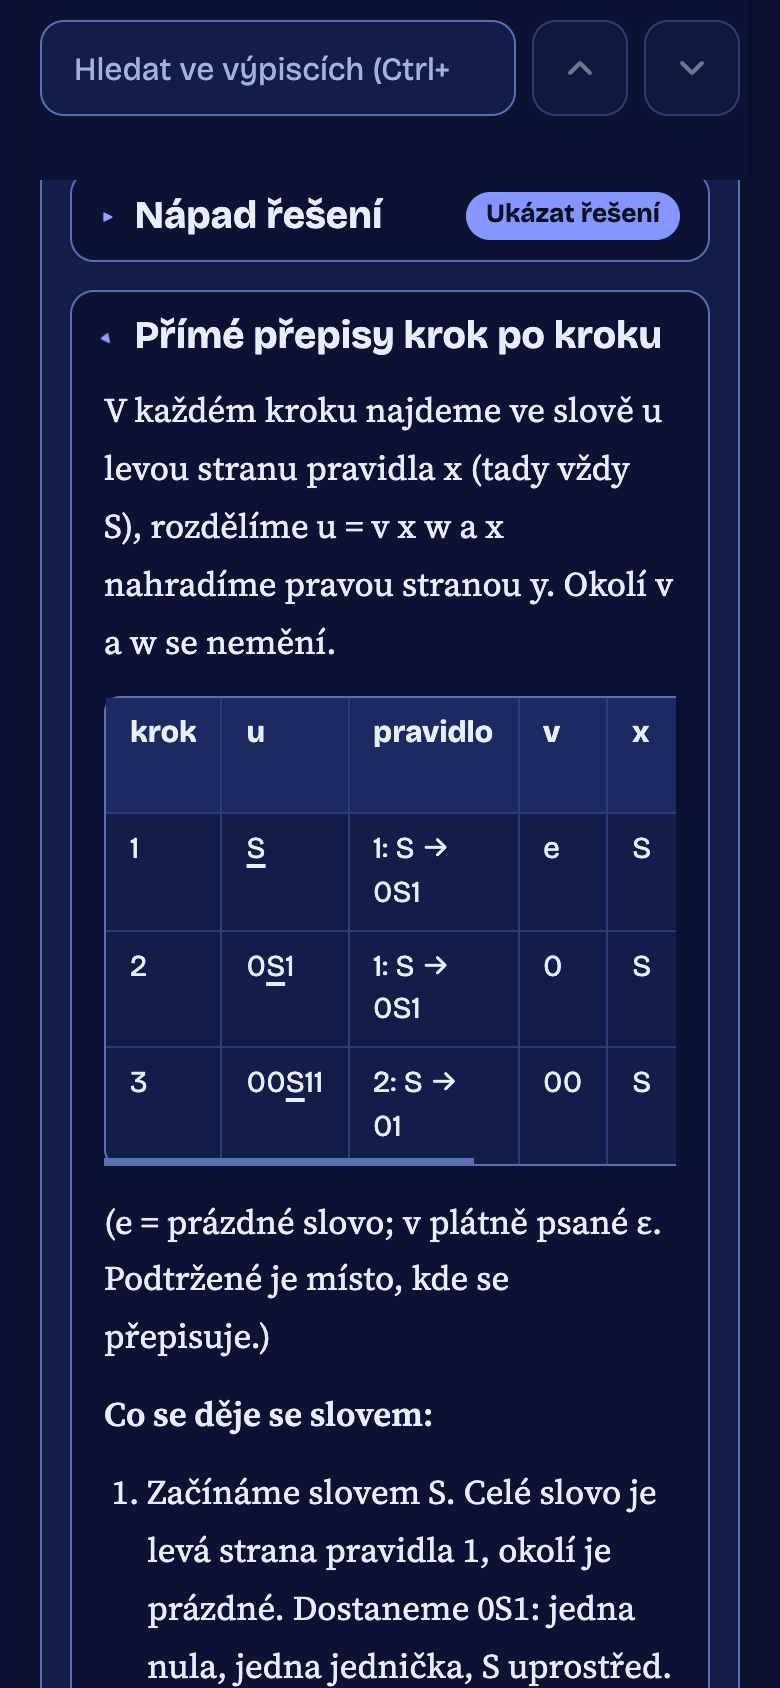 Hledat ve výpiscích (Ctrl+
Nápad řešení
Ukázat řešení
Přímé přepisy krok po kroku
V každém kroku najdeme ve slově u
levou stranu pravidla x (tady vždy
S), rozdělíme u = v x w a x
nahradíme pravou stranou y. Okolí v
a w se nemění.
krok u pravidlo v x
1 S 1: S → e S
0S1
2 0S1 1: S → 0 S
0S1
3 00S11 2: S → 00 S
01
(e = prázdné slovo; v plátně psané ε.
Podtržené je místo, kde se
přepisuje.)
Co se děje se slovem:
1. Začínáme slovem S. Celé slovo je
levá strana pravidla 1, okolí je
prázdné. Dostaneme 0S1: jedna
nula, jedna jednička, S uprostřed.